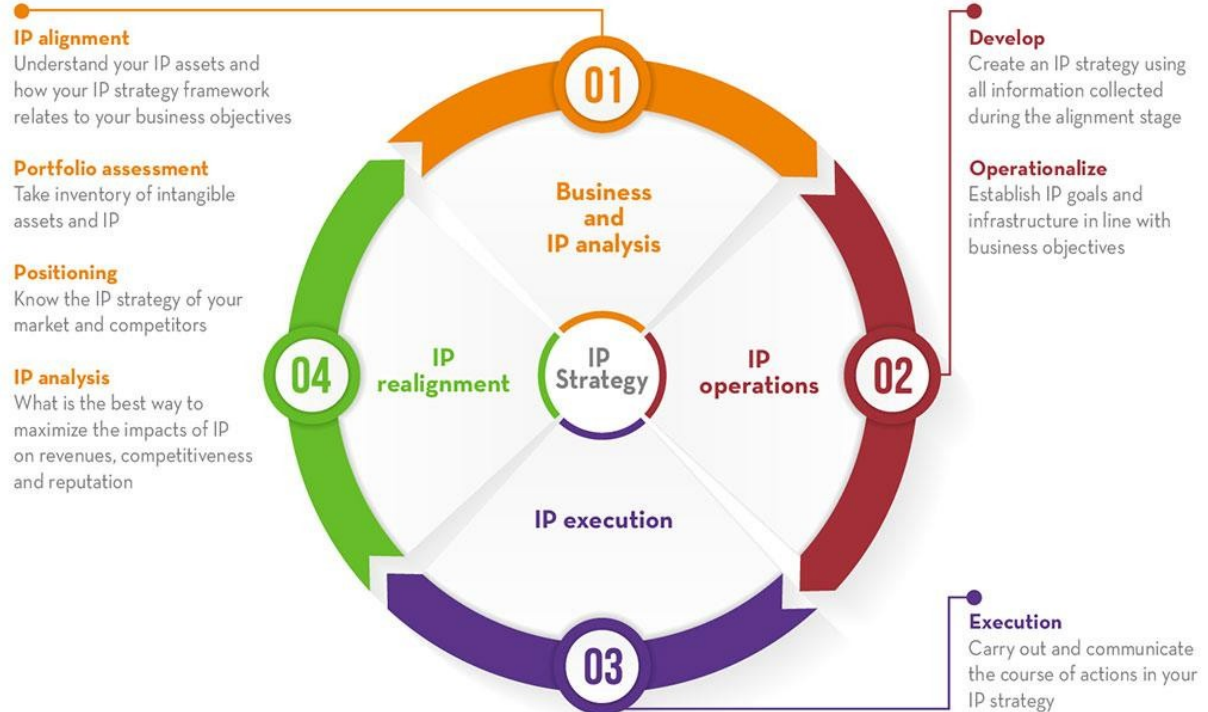 IP alignment
Understand your IP assets and
how your IP strategy framework
relates to your business objectives
Portfolio assessment
Take inventory of intangible
assets and IP
Positioning
Know the IP strategy of your
market and competitors
IP analysis
What is the best way to
maximize the impacts of IP
on revenues, competitiveness
and reputation
01
Business
and
IP analysis
04
IP
realignment
IP
Strategy
IP
operations
02
IP execution
03
Develop
Create an IP strategy using
all information collected
during the alignment stage
Operationalize
Establish IP goals and
infrastructure in line with
business objectives
Execution
Carry out and communicate
the course of actions in your
IP strategy